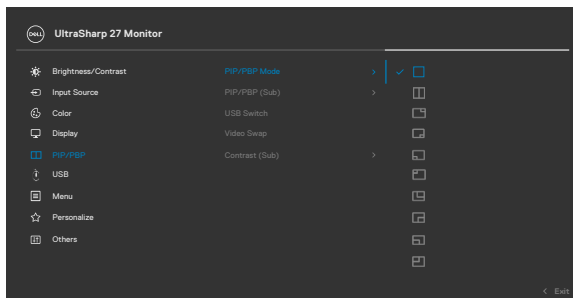 DELL UltraSharp 27 Monitor
Brightness/Contrast PIP/PBP Mode >
Input Source PIP/PBP (Sub) >
Color USB Switch
Display Video Swap
PIP/PBP Contrast (Sub) >
USB
Menu
Personalize
Others
< Exit